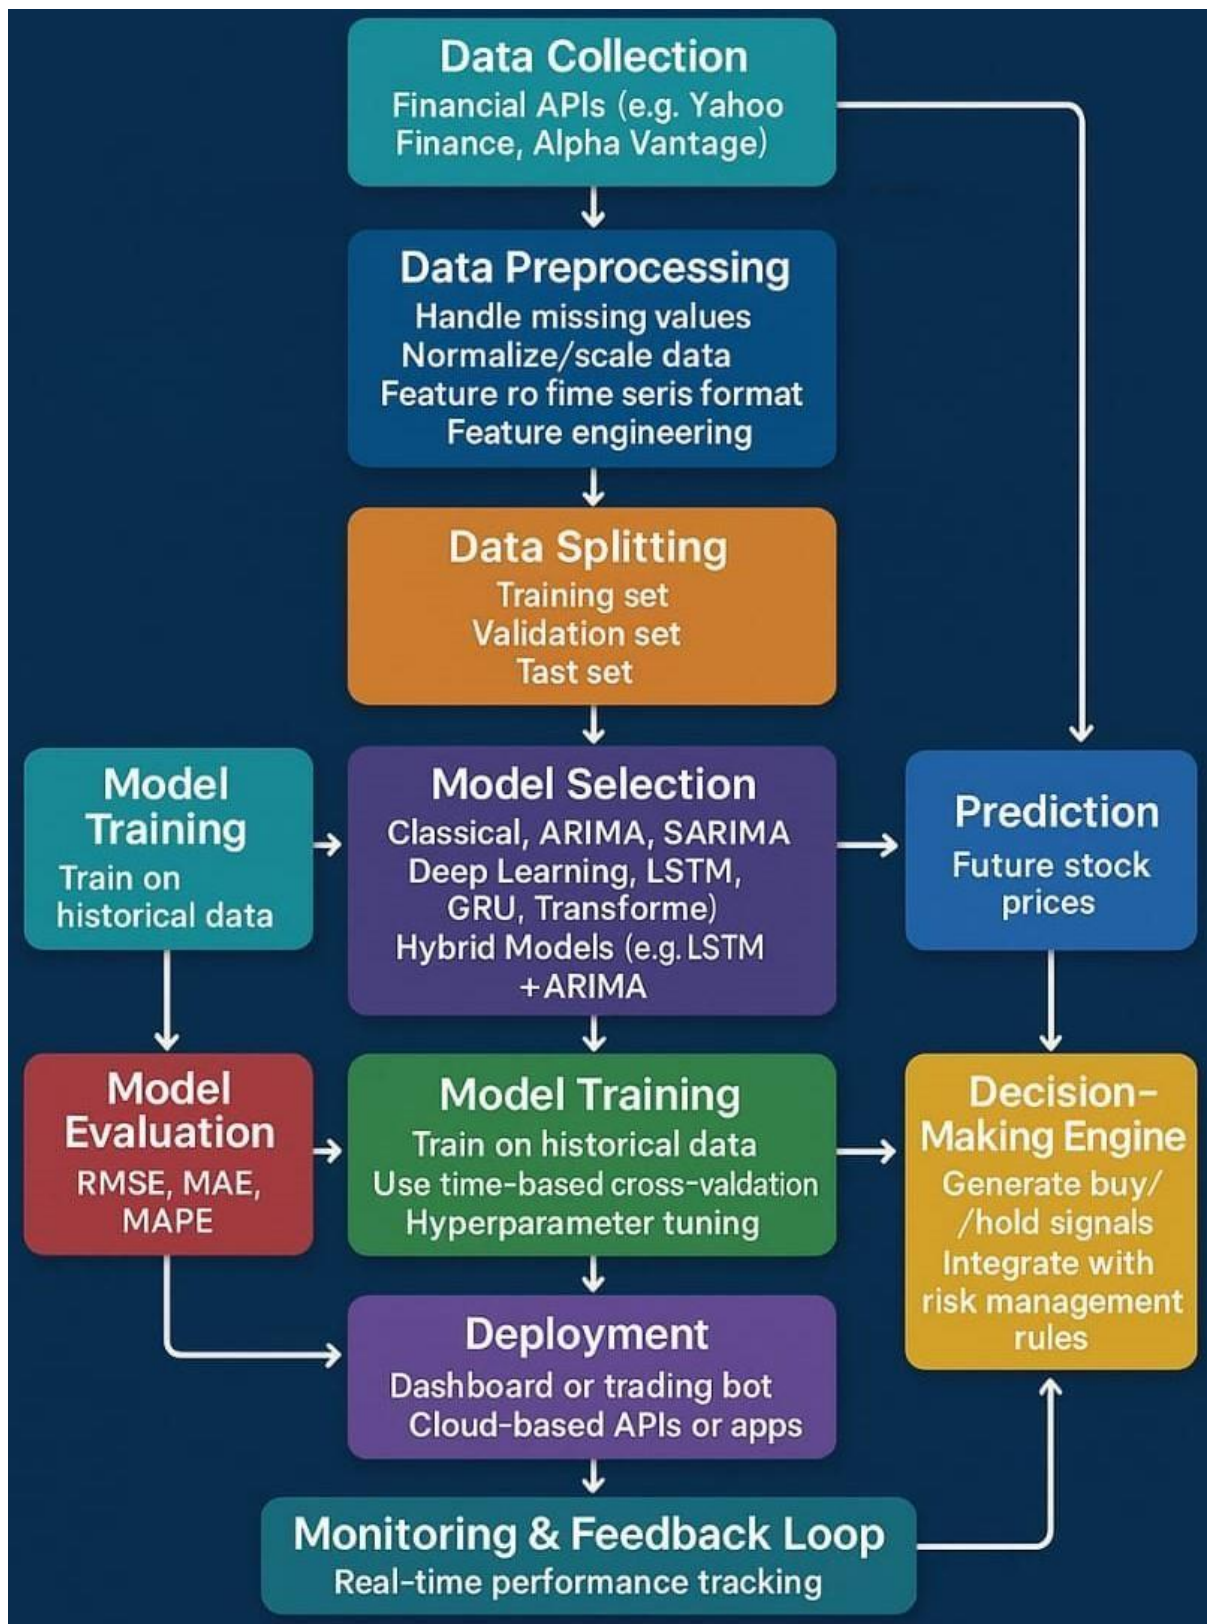 Data Collection
Financial APIs (e.g. Yahoo
Finance, Alpha Vantage)
Data Preprocessing
Handle missing values
Normalize/scale data
Feature ro fime seris format
Feature engineering
Data Splitting
Training set
Validation set
Tast set
Model
Training
Train on
historical data
Model Selection
Classical, ARIMA, SARIMA
Deep Learning, LSTM,
GRU, Transforme)
Hybrid Models (e.g. LSTM
+ARIMA
Prediction
Future stock
prices
Model
Evaluation
RMSE, MAE,
MAPE
Model Training
Train on historical data
Use time-based cross-valdation
Hyperparameter tuning
Decision-
Making Engine
Generate buy/
/hold signals
Integrate with
risk management
rules
Deployment
Dashboard or trading bot
Cloud-based APIs or apps
Monitoring & Feedback Loop
Real-time performance tracking